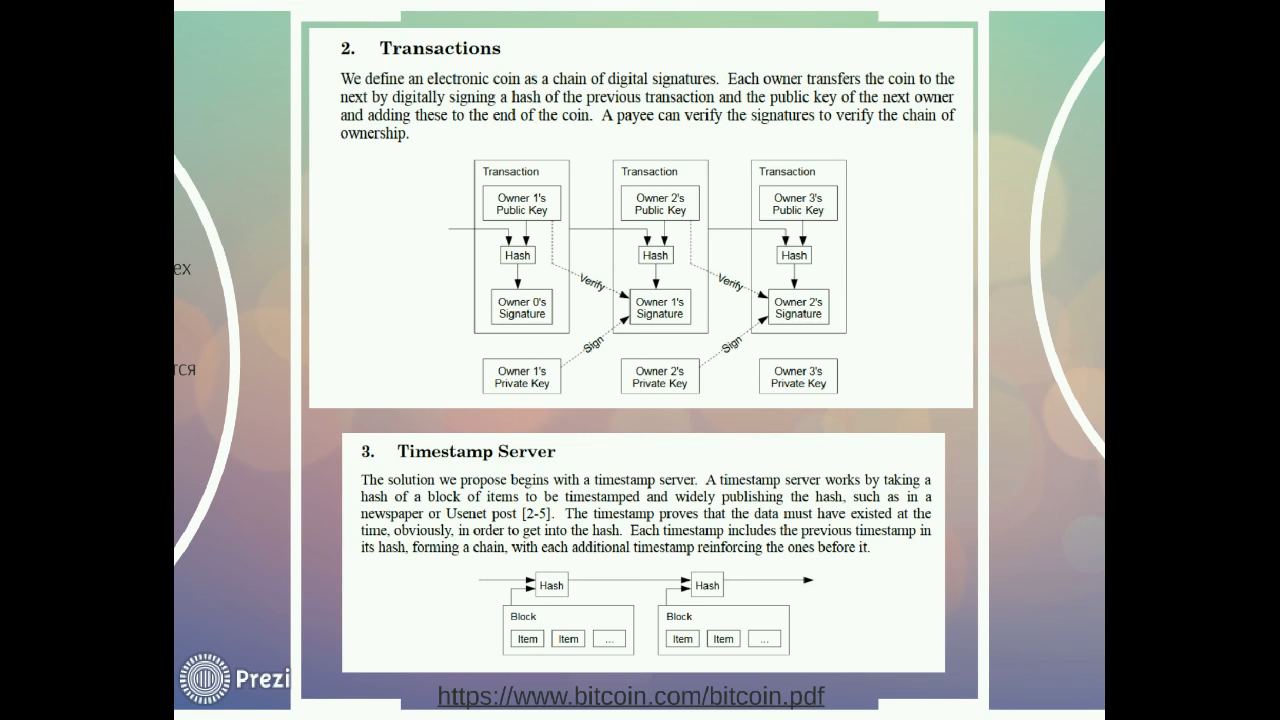 2. Transactions
We define an electronic coin as a chain of digital signatures. Each owner transfers the coin to the
next by digitally signing a hash of the previous transaction and the public key of the next owner
and adding these to the end of the coin. A payee can verify the signatures to verify the chain of
ownership.
Transaction
Transaction
Transaction
Owner 1's
Public Key
Owner 2's
Public Key
Owner 3's
Public Key
Hash
Hash
Hash
Verify
Verify
Owner 0's
Signature
Owner 1's
Signature
Owner 2's
Signature
Sign
Sign
Owner 1's
Private Key
Owner 2's
Private Key
Owner 3's
Private Key
ех
тся
3. Timestamp Server
The solution we propose begins with a timestamp server. A timestamp server works by taking a
hash of a block of items to be timestamped and widely publishing the hash, such as in a
newspaper or Usenet post [2-5]. The timestamp proves that the data must have existed at the
time, obviously, in order to get into the hash. Each timestamp includes the previous timestamp in
its hash, forming a chain, with each additional timestamp reinforcing the ones before it.
Hash
Hash
Block
Block
Item Item ...
Item Item ...
Prezi
https://www.bitcoin.com/bitcoin.pdf